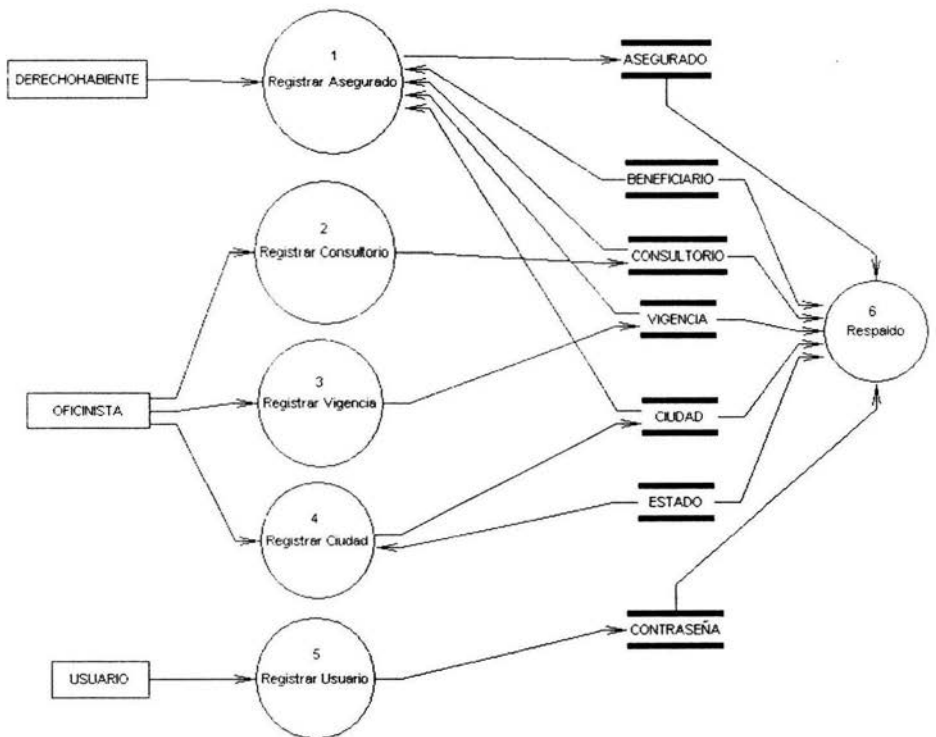 1
Registrar Asegurado
DERECHOHABIENTE
ASEGURADO
BENEFICIARIO
2
Registrar Consultorio
CONSULTORIO
VIGENCIA
6
Respaldo
3
Registrar Vigencia
OFICINISTA
CIUDAD
ESTADO
4
Registrar Ciudad
CONTRASEÑA
5
Registrar Usuario
USUARIO